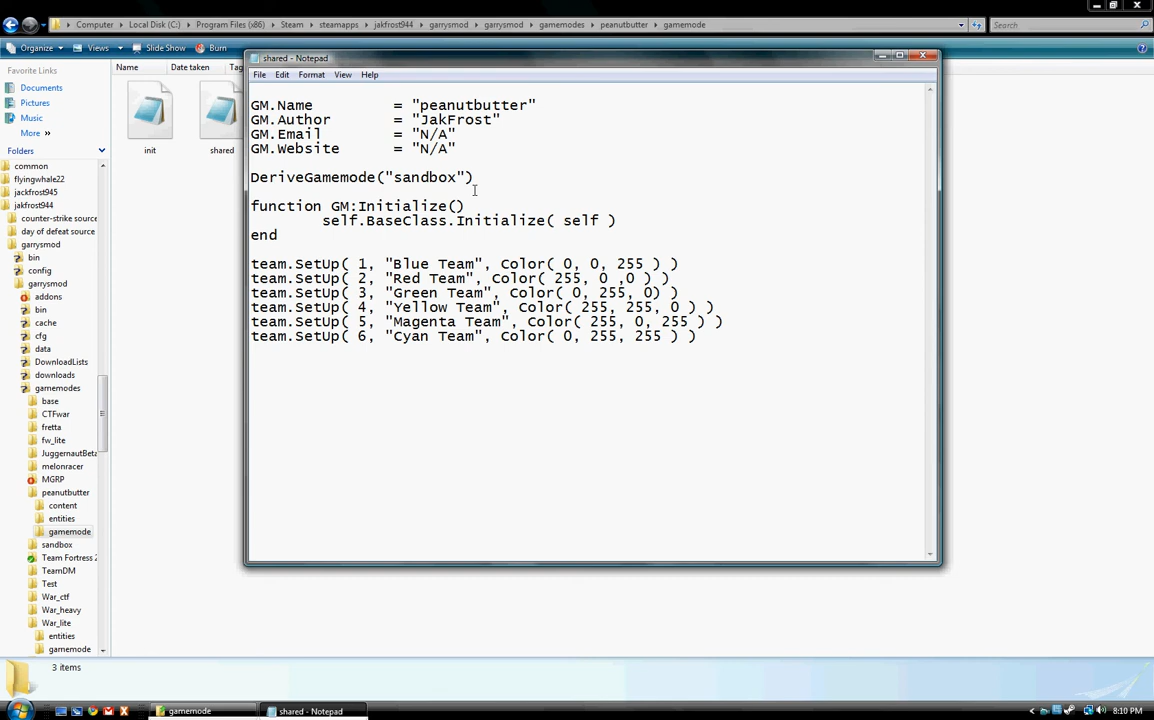 Computer Local Disk (C:) Program Files (x86) Steam steamapps jakfrost944 garrysmod garrysmod gamemodes peanutbutter gamemode
Search
Organize Views Slide Show Burn
Favorite Links
Documents
Pictures
Music
More »
Folders
common
flyingwhale22
jackfrost945
jakfrost944
counter-strike source
day of defeat source
garrysmod
bin
config
garrysmod
addons
bin
cache
cfg
data
DownloadLists
downloads
gamemodes
base
CTFwar
fretta
fw_lite
JuggernautBeta
melonracer
MGRP
peanutbutter
content
entities
gamemode
sandbox
Team Fortress 2
TeamDM
Test
War_ctf
War_heavy
War_lite
entities
gamemode
Name Date taken Tag
init
shared
shared - Notepad
File Edit Format View Help
GM.Name = "peanutbutter"
GM.Author = "JakFrost"
GM.Email = "N/A"
GM.Website = "N/A"
DeriveGamemode("sandbox")
function GM:Initialize()
self.BaseClass.Initialize( self )
end
team.SetUp( 1, "Blue Team", Color( 0, 0, 255 ) )
team.SetUp( 2, "Red Team", Color( 255, 0 ,0 ) )
team.SetUp( 3, "Green Team", Color( 0, 255, 0) )
team.SetUp( 4, "Yellow Team", Color( 255, 255, 0 ) )
team.SetUp( 5, "Magenta Team", Color( 255, 0, 255 ) )
team.SetUp( 6, "Cyan Team", Color( 0, 255, 255 ) )
3 items
gamemode
shared - Notepad
8:10 PM